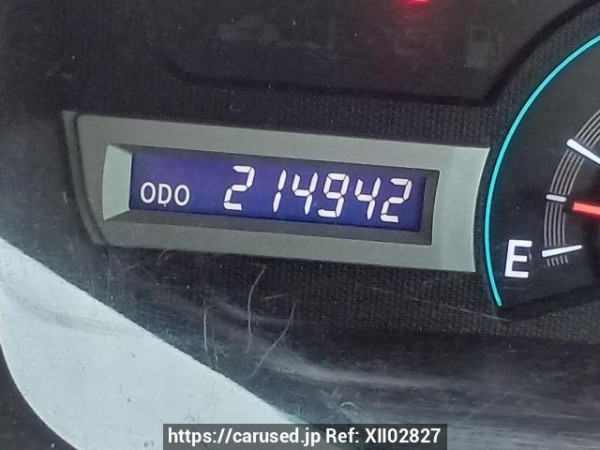 ODO 214942
E
https://carused.jp Ref: XII02827